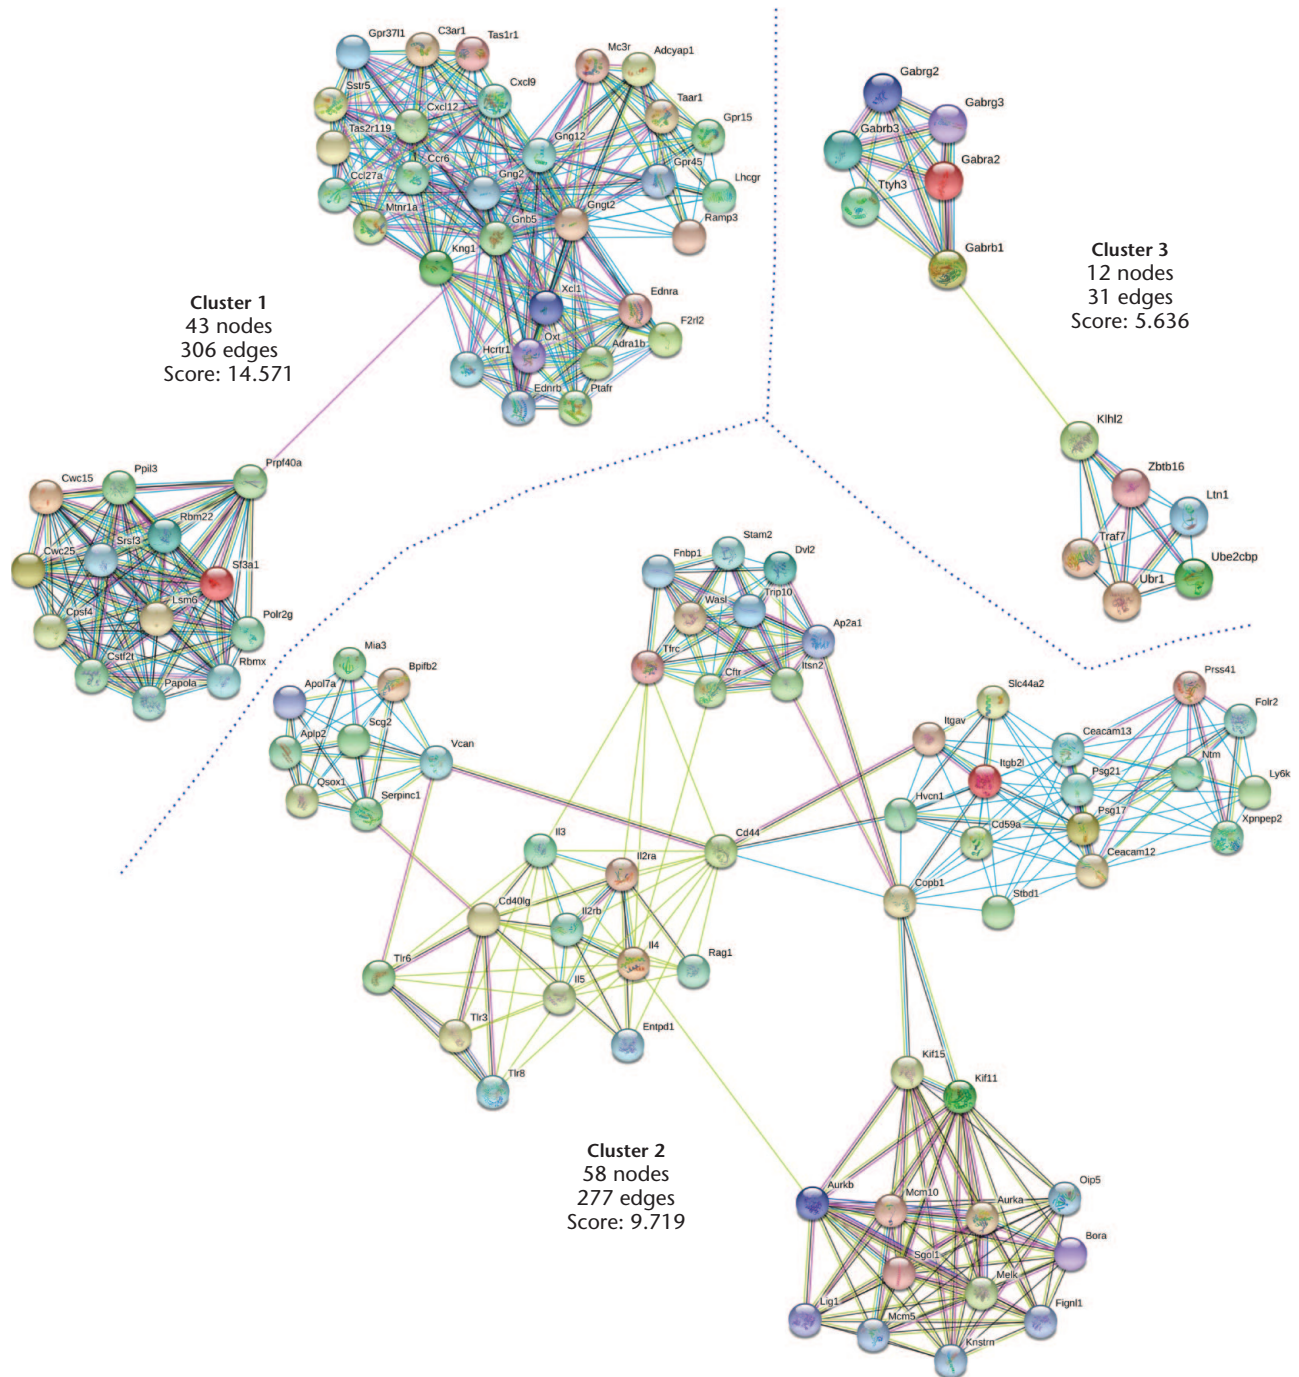 Gpr37l1
C3ar1
Tas1r1
Sstr5
Cxcl9
Cxcl12
Tas2r119
Ccr6
Ccl27a
Mtnr1a
Gng2
Gng12
Gnb5
Kng1
Gngt2
Mc3r
Adcyap1
Taar1
Gpr15
Gpr45
Lhcgr
Ramp3
Xcl1
Ednra
F2rl2
Oxt
Adra1b
Hcrtr1
Ednrb
Ptafr
Cluster 1
43 nodes
306 edges
Score: 14.571
Gabrg2
Gabrg3
Gabrb3
Gabra2
Ttyh3
Gabrb1
Cluster 3
12 nodes
31 edges
Score: 5.636
Klhl2
Zbtb16
Ltn1
Traf7
Ube2cbp
Ubr1
Cwc15
Ppil3
Prpf40a
Rbm22
Srsf3
Cwc25
Sf3a1
Lsm6
Cpsf4
Polr2g
Cstf2t
Rbmx
Papola
Fnbp1
Stam2
Dvl2
Wasl
Trip10
Ap2a1
Tfrc
Cftr
Itsn2
Mia3
Bpifb2
Apol7a
Scg2
Aplp2
Vcan
Qsox1
Serpinc1
Slc44a2
Prss41
Itgav
Ceacam13
Folr2
Itgb2l
Psg21
Ntm
Ly6k
Hvcn1
Psg17
Xpnpep2
Cd59a
Ceacam12
Stbd1
Copb1
Cd44
Il3
Il2ra
Cd40lg
Il2rb
Il4
Rag1
Tlr6
Il5
Tlr3
Entpd1
Tlr8
Cluster 2
58 nodes
277 edges
Score: 9.719
Kif15
Kif11
Aurkb
Mcm10
Aurka
Oip5
Sgol1
Bora
Melk
Lig1
Mcm5
Fignl1
Knstrn